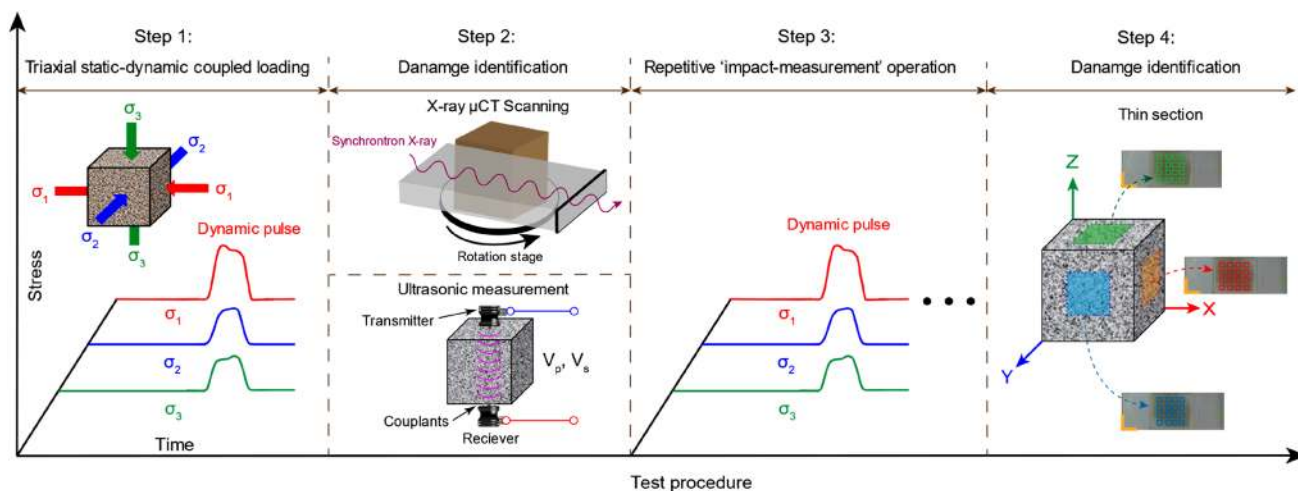 Step 1:
Triaxial static-dynamic coupled loading
σ3
σ2
σ1
σ1
σ2
σ3
Dynamic pulse
σ1
σ2
σ3
Stress
Time
Step 2:
Danamge identification
X-ray μCT Scanning
Synchrontron X-ray
Rotation stage
Ultrasonic measurement
Transmitter
Vp, Vs
Couplants
Reciever
Step 3:
Repetitive ‘impact-measurement’ operation
Dynamic pulse
σ1
σ2
σ3
Step 4:
Danamge identification
Thin section
Z
X
Y
Test procedure